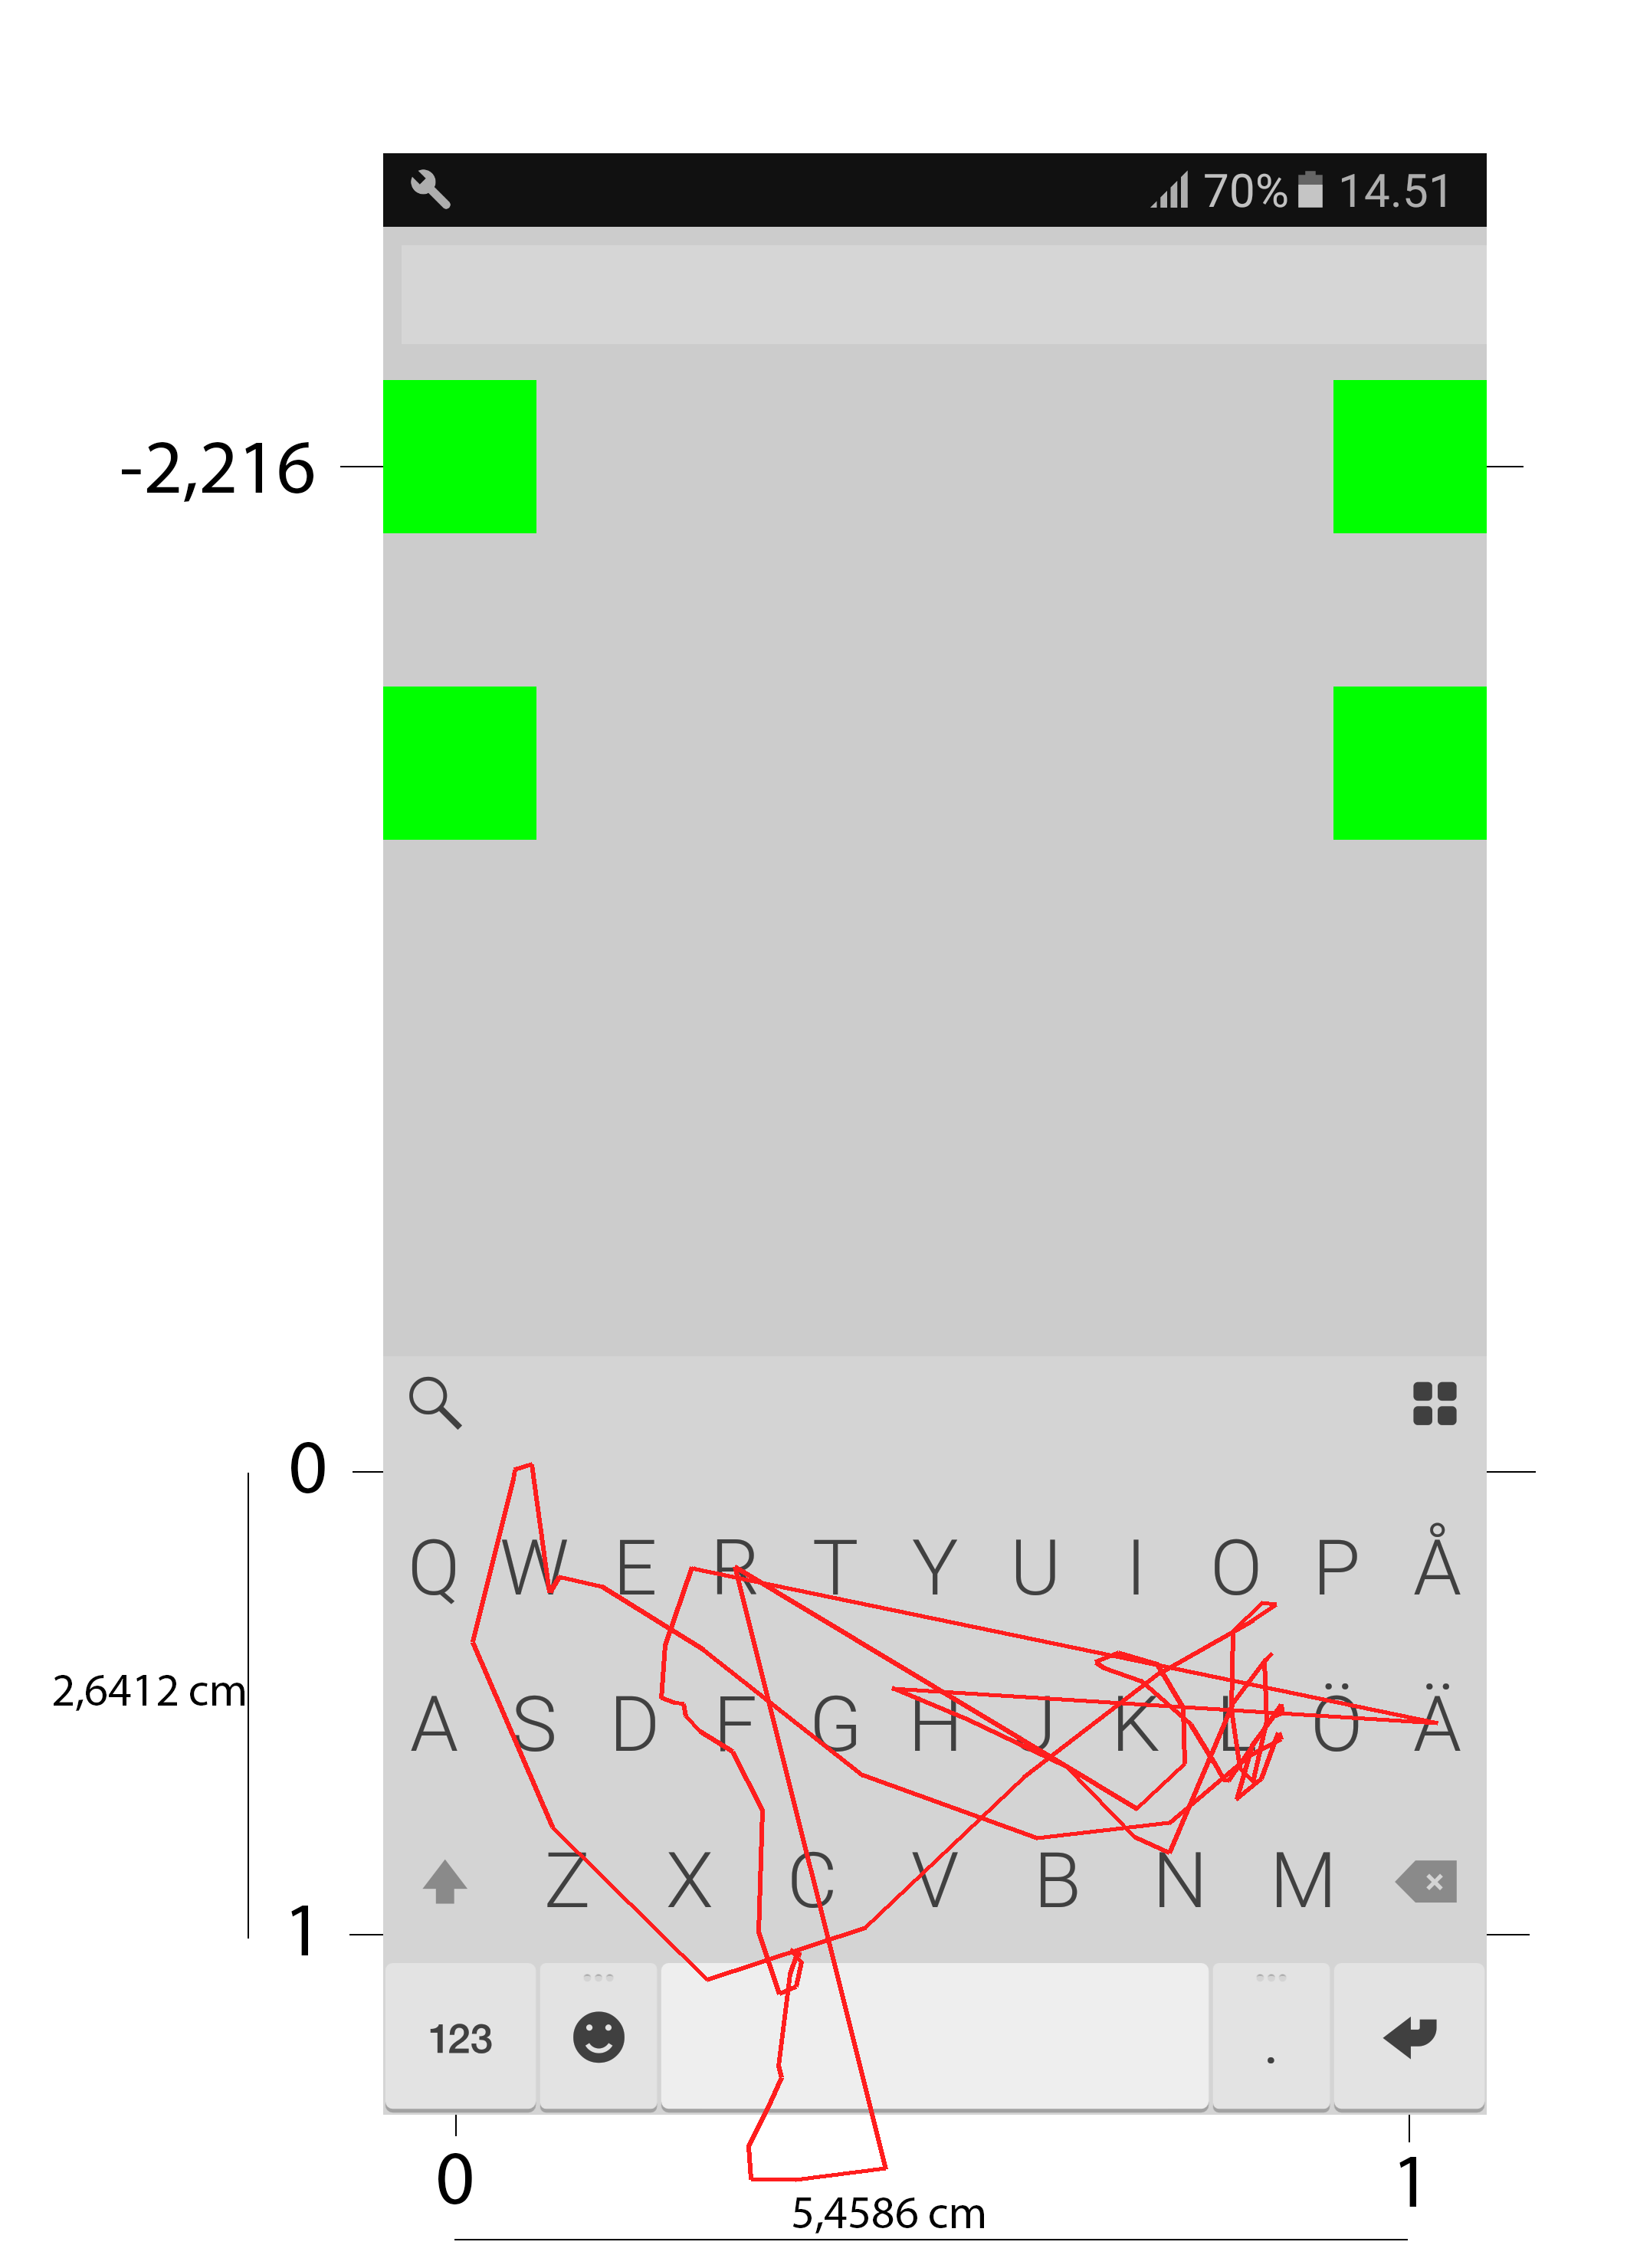 70% 14.51
-2,216
0
Q W E R T Y U I O P Å
2,6412 cm
A S D F G H J K L Ö Ä
Z X C V B N M
1
123 .
0 1
5,4586 cm